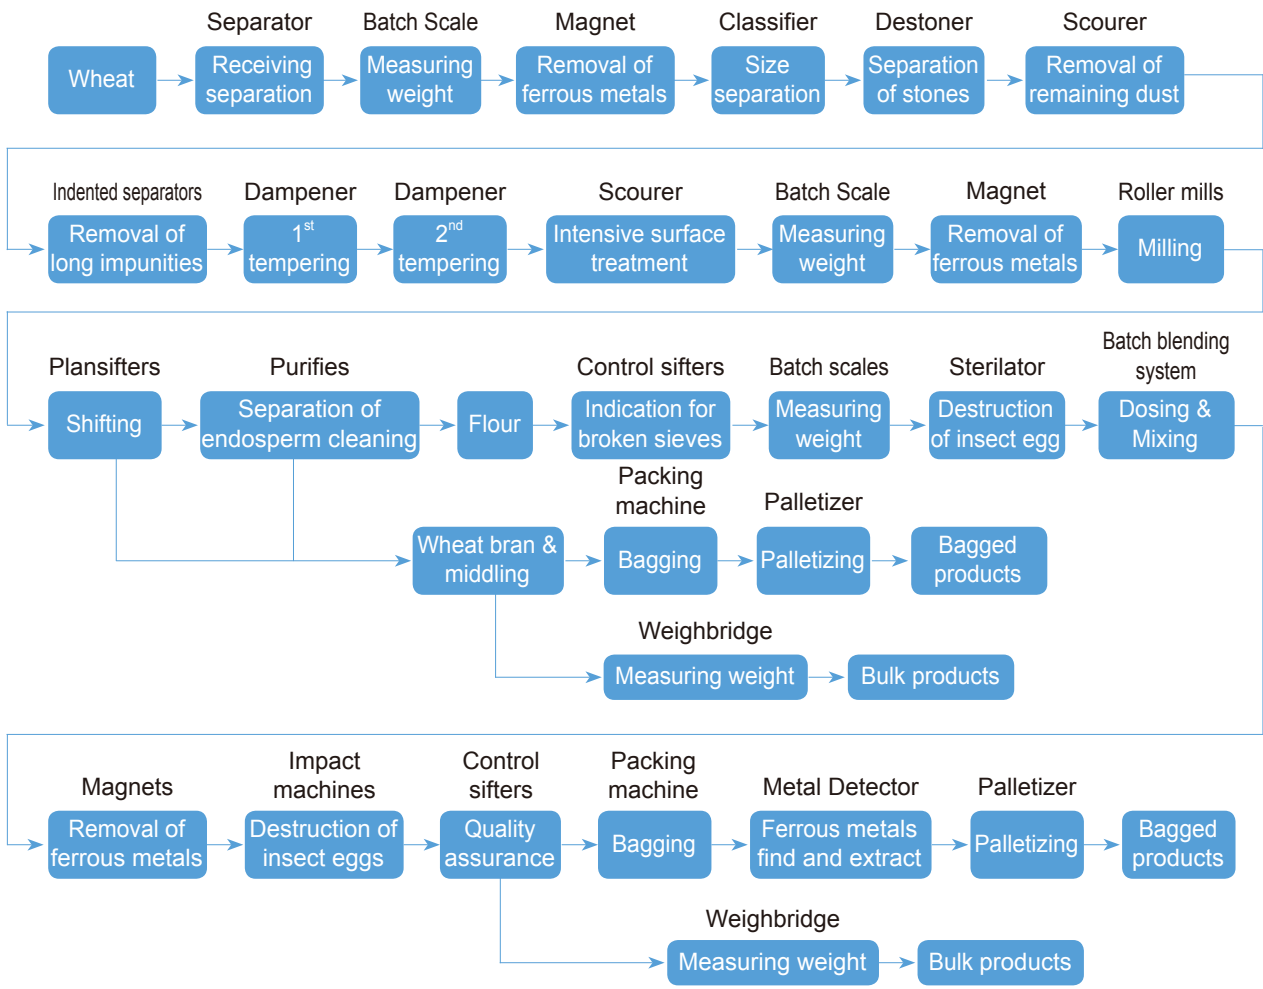 Separator
Batch Scale
Magnet
Classifier
Destoner
Scourer
Wheat
Receiving
separation
Measuring
weight
Removal of
ferrous metals
Size
separation
Separation
of stones
Removal of
remaining dust
Indented separators
Dampener
Dampener
Scourer
Batch Scale
Magnet
Roller mills
Removal of
long impunities
1st
tempering
2nd
tempering
Intensive surface
treatment
Measuring
weight
Removal of
ferrous metals
Milling
Plansifters
Purifies
Control sifters
Batch scales
Sterilator
Batch blending
system
Shifting
Separation of
endosperm cleaning
Flour
Indication for
broken sieves
Measuring
weight
Destruction
of insect egg
Dosing &
Mixing
Packing
machine
Palletizer
Wheat bran &
middling
Bagging
Palletizing
Bagged
products
Weighbridge
Measuring weight
Bulk products
Magnets
Impact
machines
Control
sifters
Packing
machine
Metal Detector
Palletizer
Removal of
ferrous metals
Destruction of
insect eggs
Quality
assurance
Bagging
Ferrous metals
find and extract
Palletizing
Bagged
products
Weighbridge
Measuring weight
Bulk products